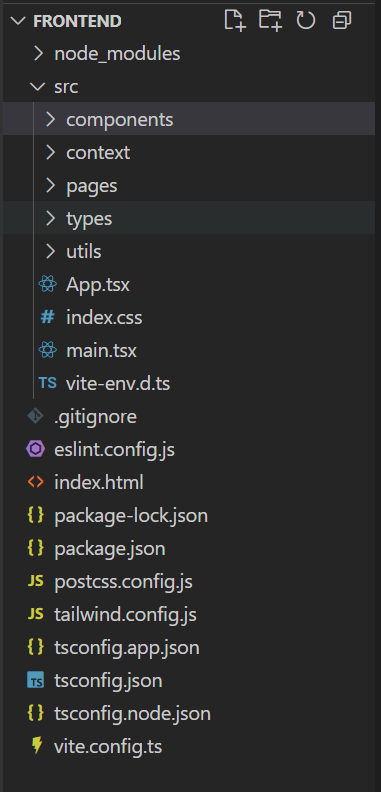 FRONTEND
node_modules
src
components
context
pages
types
utils
App.tsx
# index.css
main.tsx
TS vite-env.d.ts
.gitignore
eslint.config.js
<> index.html
{} package-lock.json
{} package.json
JS postcss.config.js
JS tailwind.config.js
{} tsconfig.app.json
TS tsconfig.json
{} tsconfig.node.json
vite.config.ts